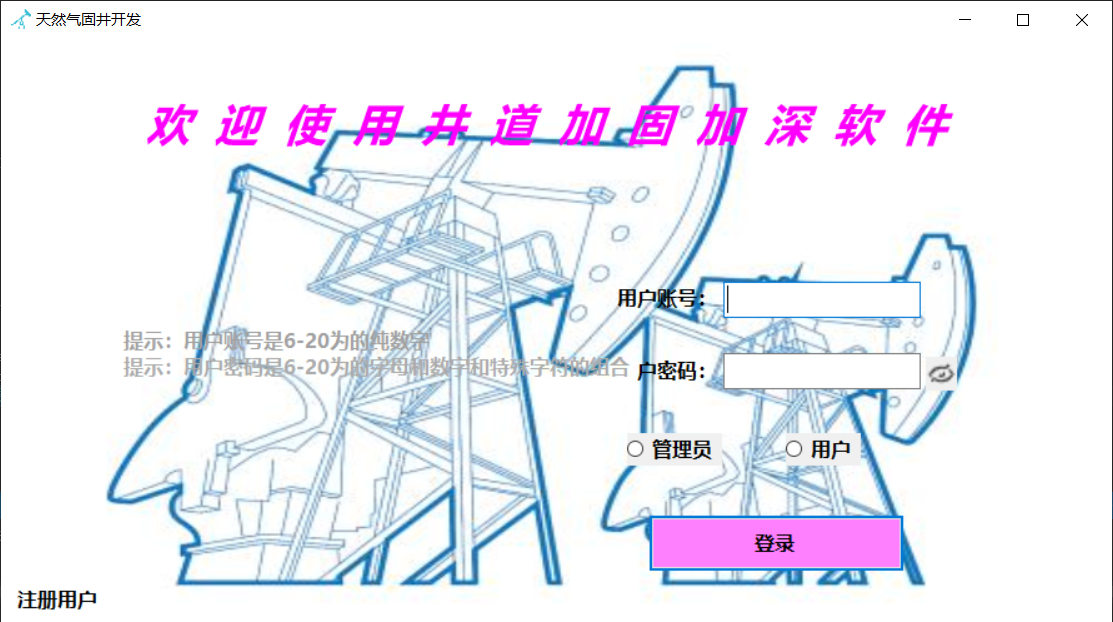 天然气固井开发
欢迎使用井道加固加深软件
用户账号：
提示：用户账号是6-20为的纯数字
提示：用户密码是6-20为的字母和数字和特殊字符的组合
户密码：
管理员
用户
登录
注册用户